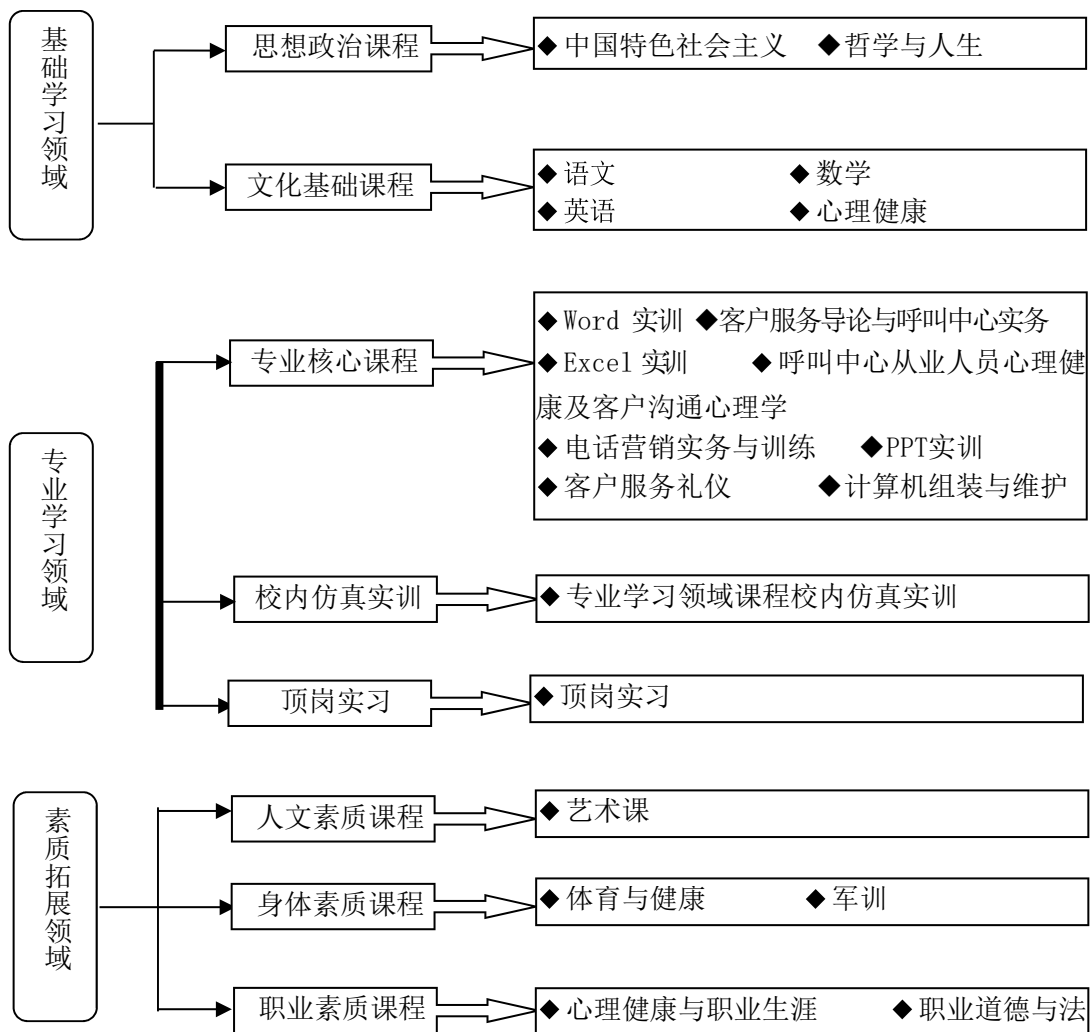 基础学习领域
思想政治课程
◆中国特色社会主义 ◆哲学与人生
文化基础课程
◆语文 ◆数学
◆英语 ◆心理健康
专业学习领域
专业核心课程
◆Word 实训 ◆客户服务导论与呼叫中心实务
◆Excel 实训 ◆呼叫中心从业人员心理健
康及客户沟通心理学
◆电话营销实务与训练 ◆PPT实训
◆客户服务礼仪 ◆计算机组装与维护
校内仿真实训
◆专业学习领域课程校内仿真实训
顶岗实习
◆顶岗实习
素质拓展领域
人文素质课程
◆艺术课
身体素质课程
◆体育与健康 ◆军训
职业素质课程
◆心理健康与职业生涯 ◆职业道德与法